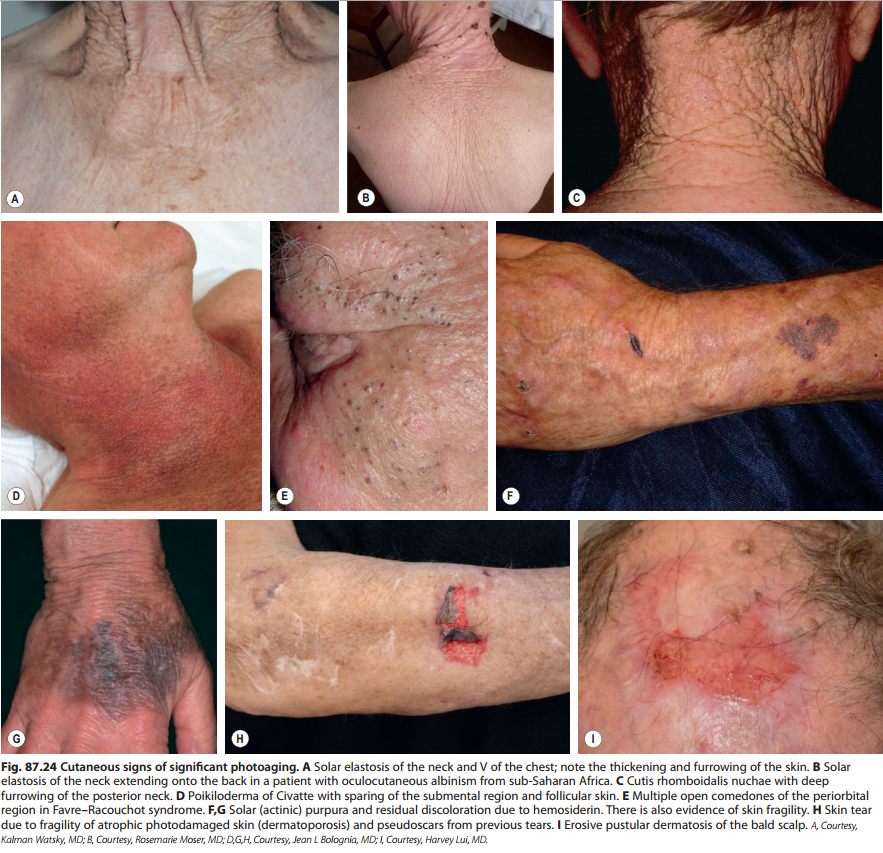 A
B
C
D
E
F
G
H
I
Fig. 87.24 Cutaneous signs of significant photoaging. A Solar elastosis of the neck and V of the chest; note the thickening and furrowing of the skin. B Solar
elastosis of the neck extending onto the back in a patient with oculocutaneous albinism from sub-Saharan Africa. C Cutis rhomboidalis nuchae with deep
furrowing of the posterior neck. D Poikiloderma of Civatte with sparing of the submental region and follicular skin. E Multiple open comedones of the periorbital
region in Favre–Racouchot syndrome. F,G Solar (actinic) purpura and residual discoloration due to hemosiderin. There is also evidence of skin fragility. H Skin tear
due to fragility of atrophic photodamaged skin (dermatoporosis) and pseudoscars from previous tears. I Erosive pustular dermatosis of the bald scalp. A, Courtesy,
Kalman Watsky, MD; B, Courtesy, Rosemarie Moser, MD; D,G,H, Courtesy, Jean L Bolognia, MD; I, Courtesy, Harvey Lui, MD.